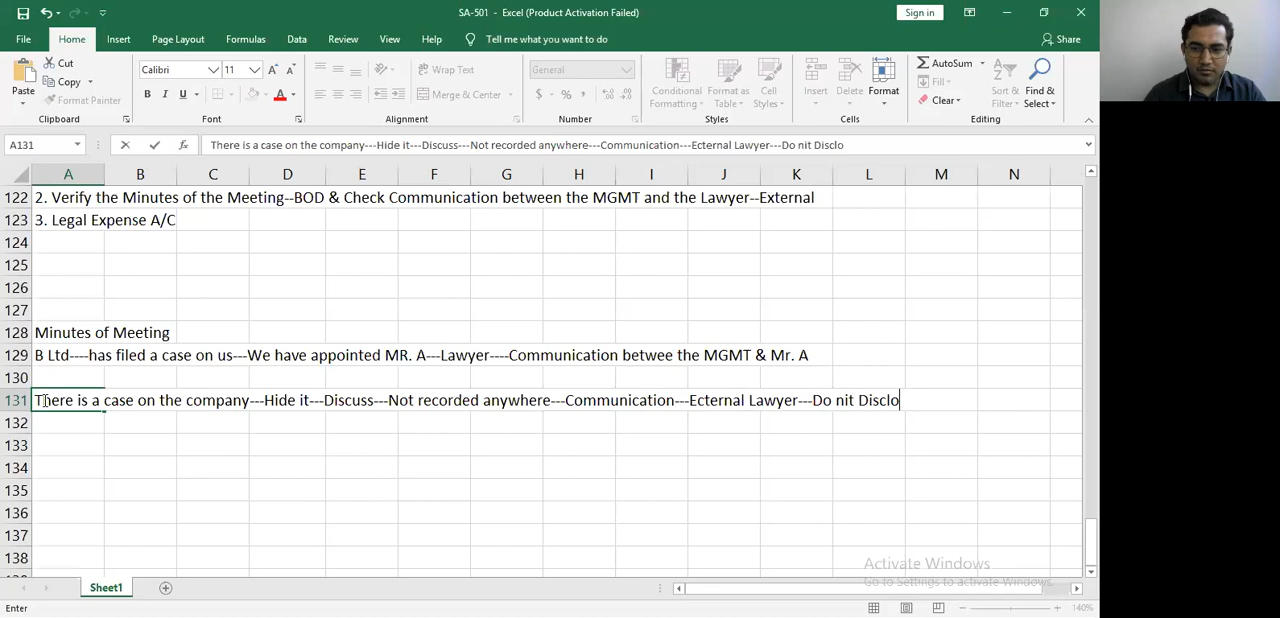 SA-501 - Excel (Product Activation Failed)
Sign in
File Home Insert Page Layout Formulas Data Review View Help Tell me what you want to do Share
Cut
Copy
Format Painter
Paste
Clipboard
Calibri 11
B I U
Font
Wrap Text
Merge & Center
Alignment
General
$ % ,
Number
Conditional Formatting
Format as Table
Cell Styles
Styles
Insert Delete Format
Cells
AutoSum
Fill
Clear
Sort & Filter
Find & Select
Editing
A131 fx There is a case on the company---Hide it---Discuss---Not recorded anywhere---Communication---Ecternal Lawyer---Do nit Disclo
A B C D E F G H I J K L M N
122 2. Verify the Minutes of the Meeting--BOD & Check Communication between the MGMT and the Lawyer--External
123 3. Legal Expense A/C
124
125
126
127
128 Minutes of Meeting
129 B Ltd----has filed a case on us---We have appointed MR. A---Lawyer----Communication betwee the MGMT & Mr. A
130
131 There is a case on the company---Hide it---Discuss---Not recorded anywhere---Communication---Ecternal Lawyer---Do nit Disclo
132
133
134
135
136
137
138
Activate Windows
Go to Settings to activate Windows.
Sheet1
Enter
140%